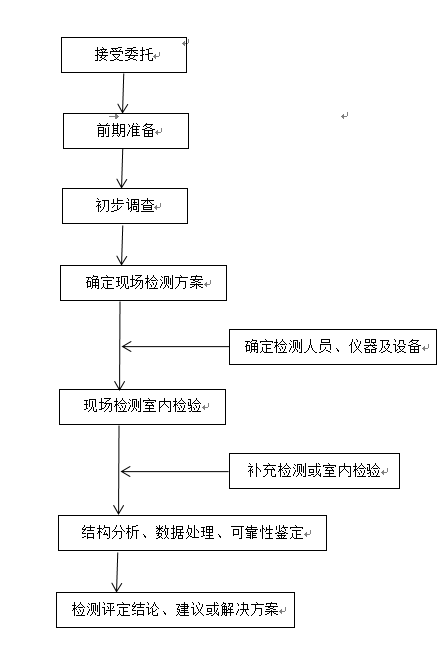 接受委托
前期准备
初步调查
确定现场检测方案
确定检测人员、仪器及设备
现场检测室内检验
补充检测或室内检验
结构分析、数据处理、可靠性鉴定
检测评定结论、建议或解决方案